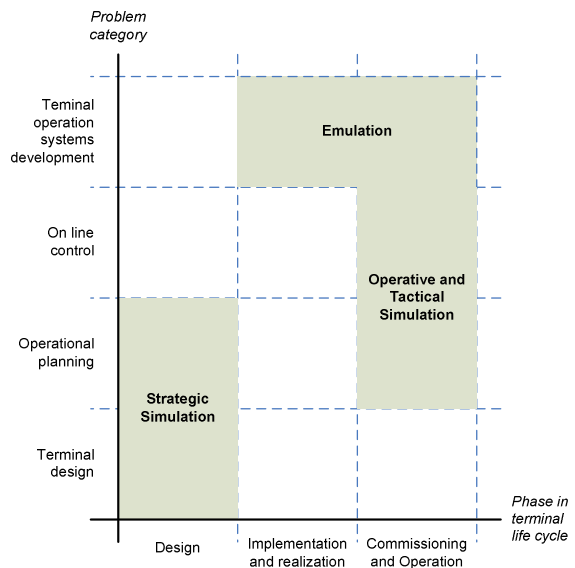 Problem
category
Teminal
operation
systems
development
Emulation
On line
control
Operative and
Tactical
Simulation
Operational
planning
Strategic
Simulation
Terminal
design
Phase in
terminal
life cycle
Design
Implementation
and realization
Commissioning
and Operation